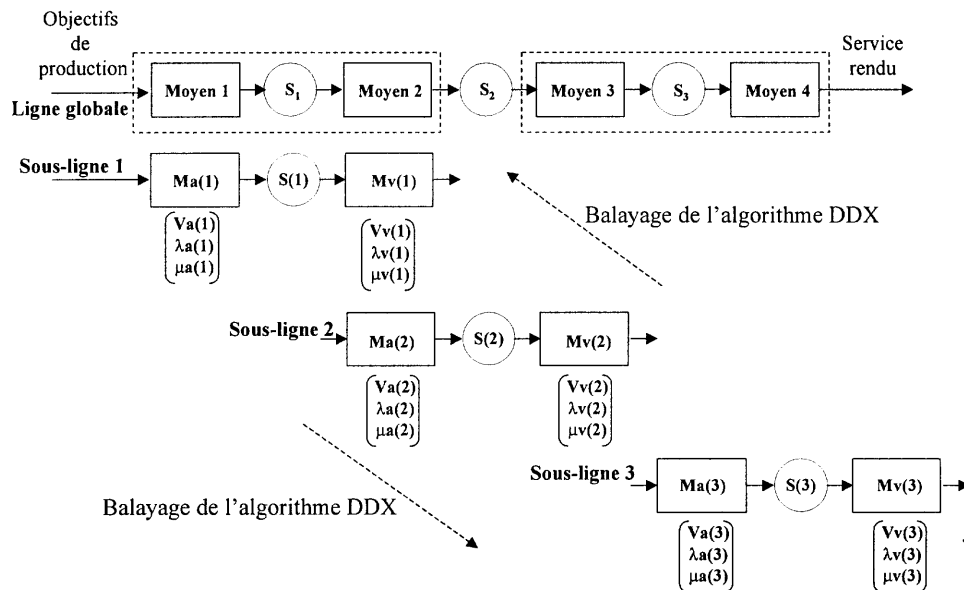 Objectifs
de
production
Ligne globale
Moyen 1
S1
Moyen 2
S2
Moyen 3
S3
Moyen 4
Service
rendu
Sous-ligne 1
Ma(1)
S(1)
Mv(1)
Va(1)
λa(1)
μa(1)
Vv(1)
λv(1)
μv(1)
Balayage de l'algorithme DDX
Sous-ligne 2
Ma(2)
S(2)
Mv(2)
Va(2)
λa(2)
μa(2)
Vv(2)
λv(2)
μv(2)
Balayage de l'algorithme DDX
Sous-ligne 3
Ma(3)
S(3)
Mv(3)
Va(3)
λa(3)
μa(3)
Vv(3)
λv(3)
μv(3)